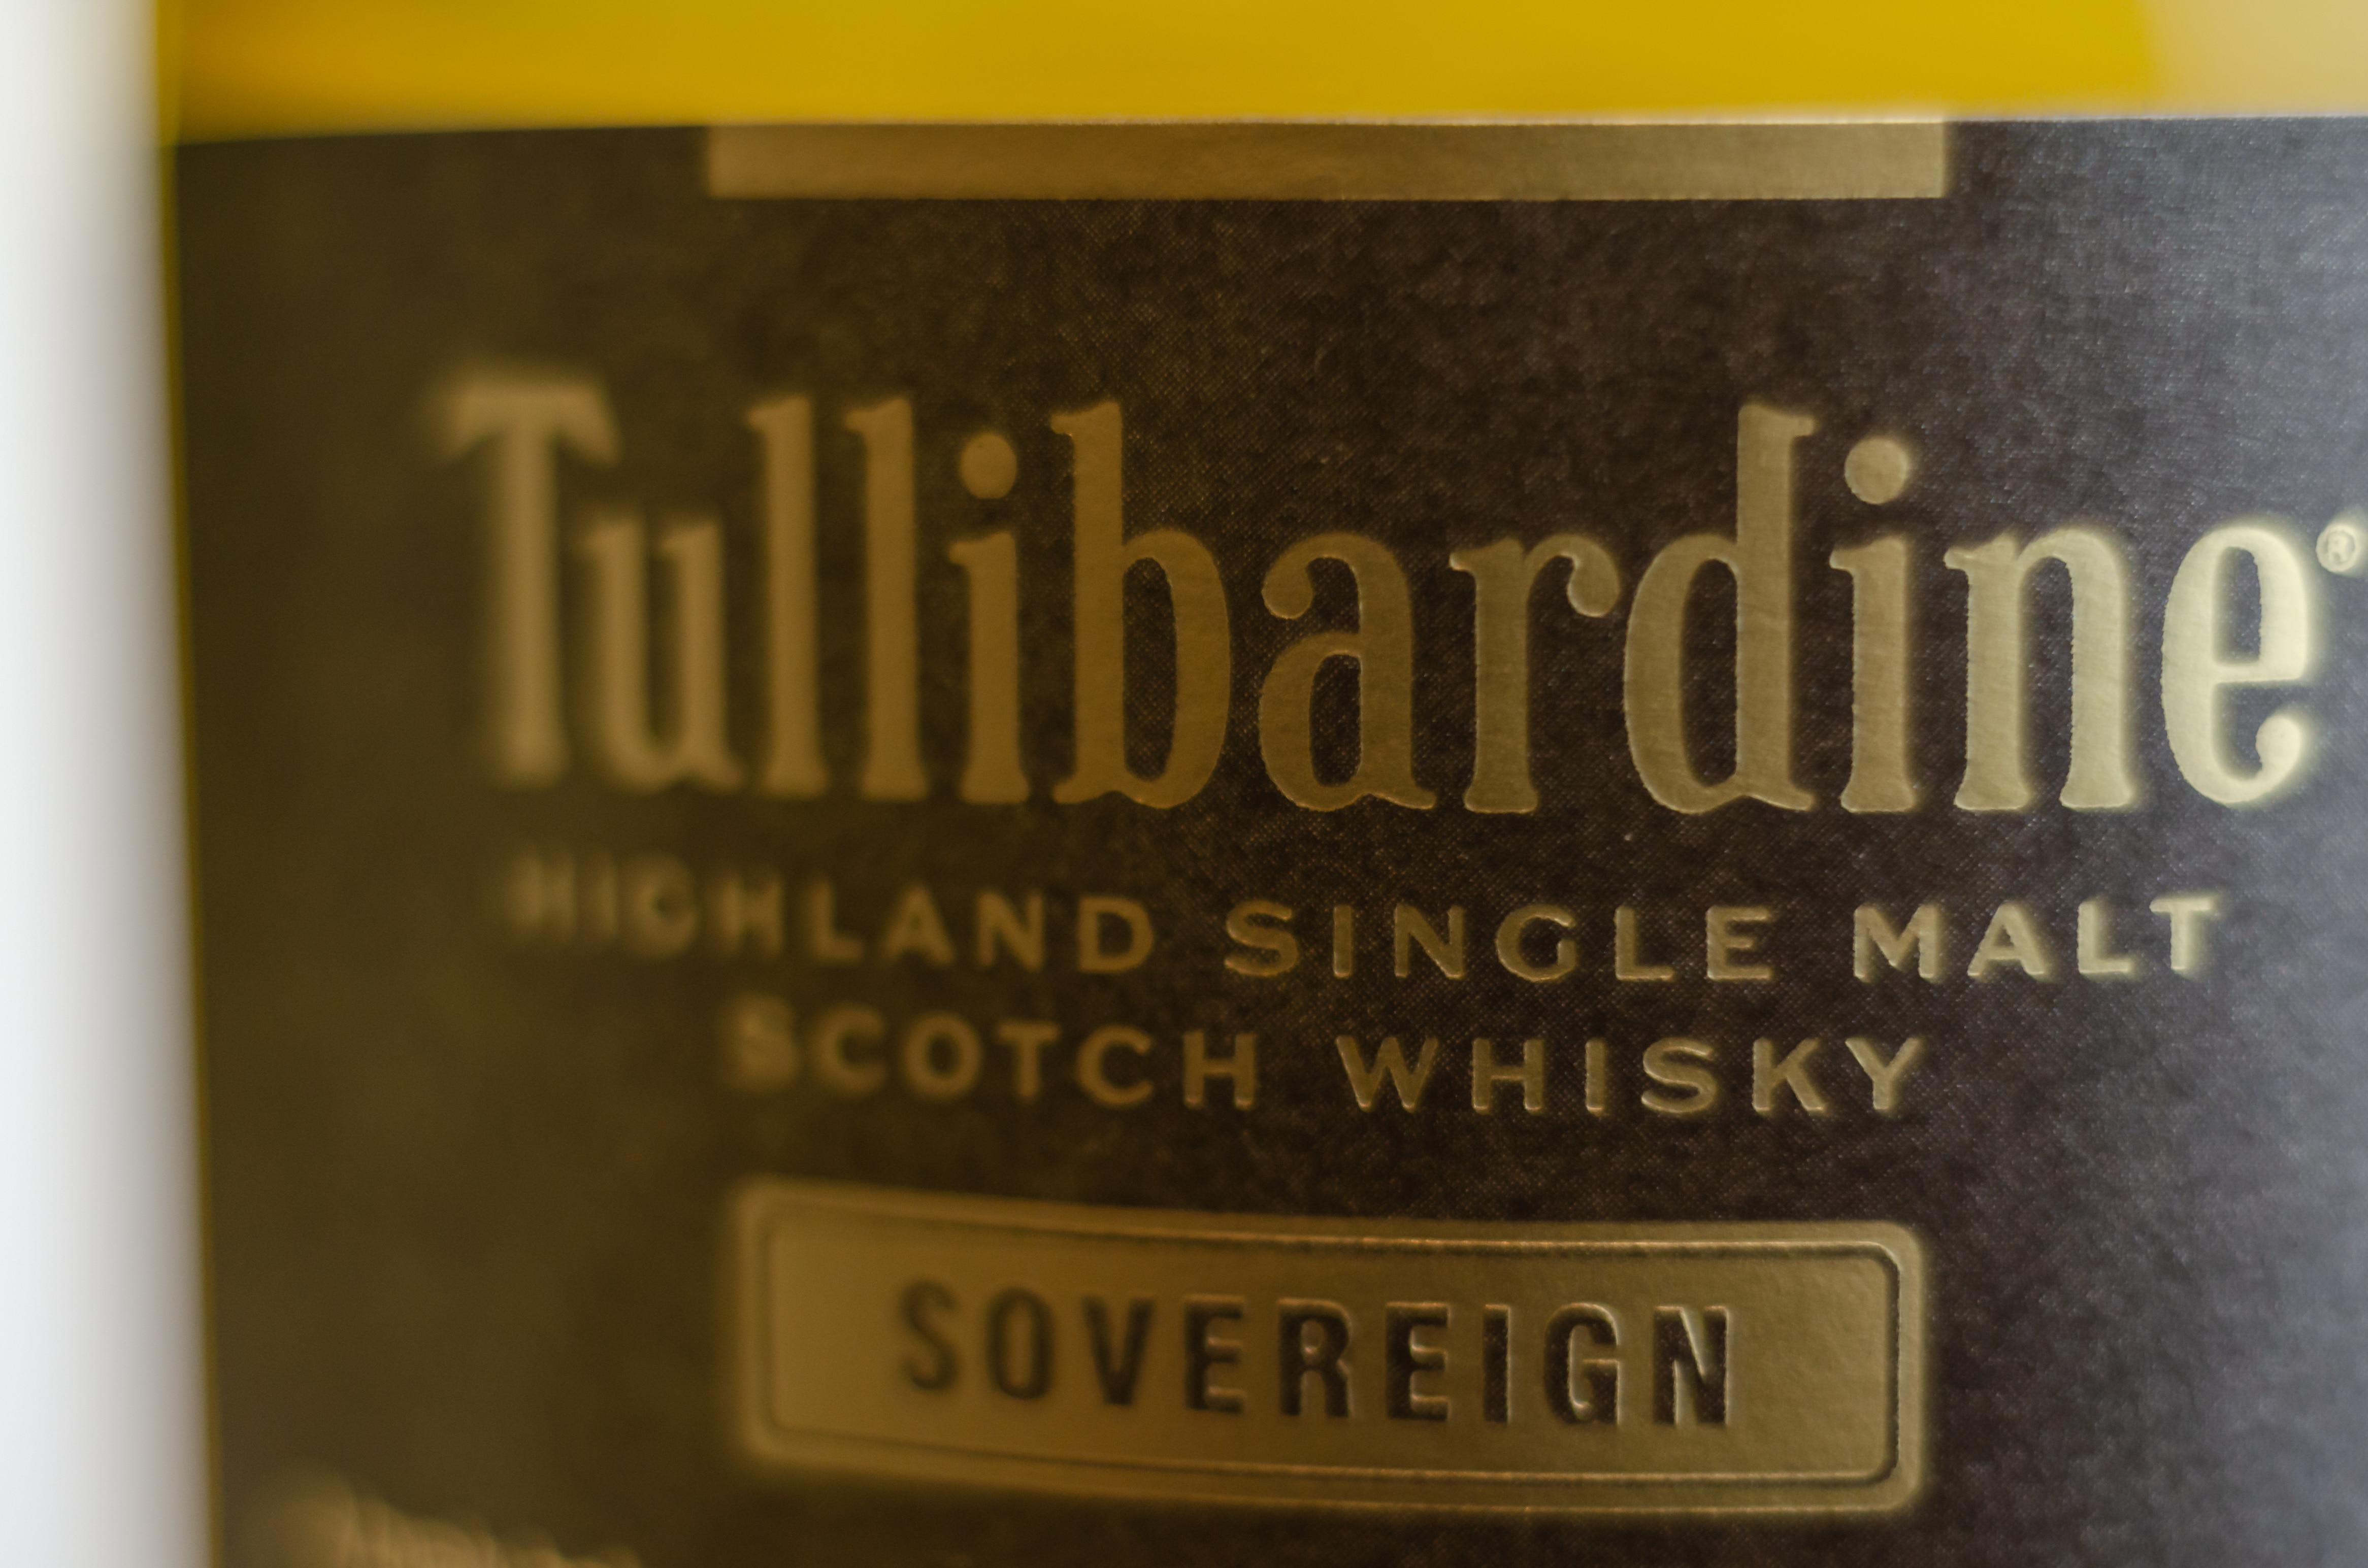 Tullibardine®
HIGHLAND SINGLE MALT
SCOTCH WHISKY
SOVEREIGN